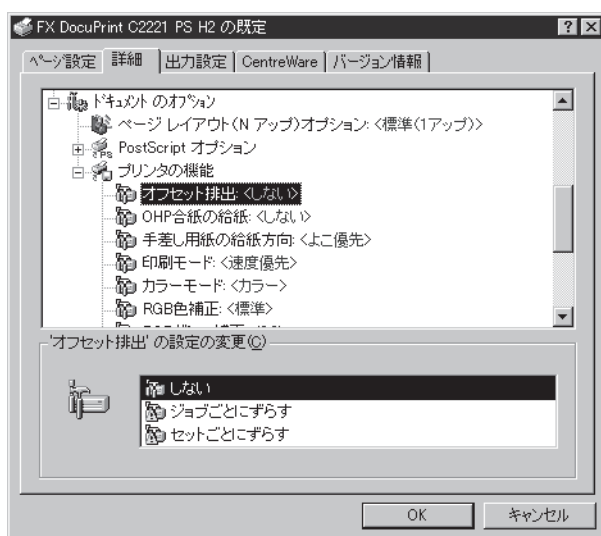 FX DocuPrint C2221 PS H2 の既定
ページ設定 詳細 出力設定 CentreWare バージョン情報
ドキュメント のオプション
ページ レイアウト(N アップ)オプション: <標準(1アップ)>
PostScript オプション
プリンタの機能
オフセット排出: <しない>
OHP合紙の給紙: <しない>
手差し用紙の給紙方向: <よこ優先>
印刷モード: <速度優先>
カラーモード: <カラー>
RGB色補正: <標準>
'オフセット排出' の設定の変更(C)
しない
ジョブごとにずらす
セットごとにずらす
OK キャンセル